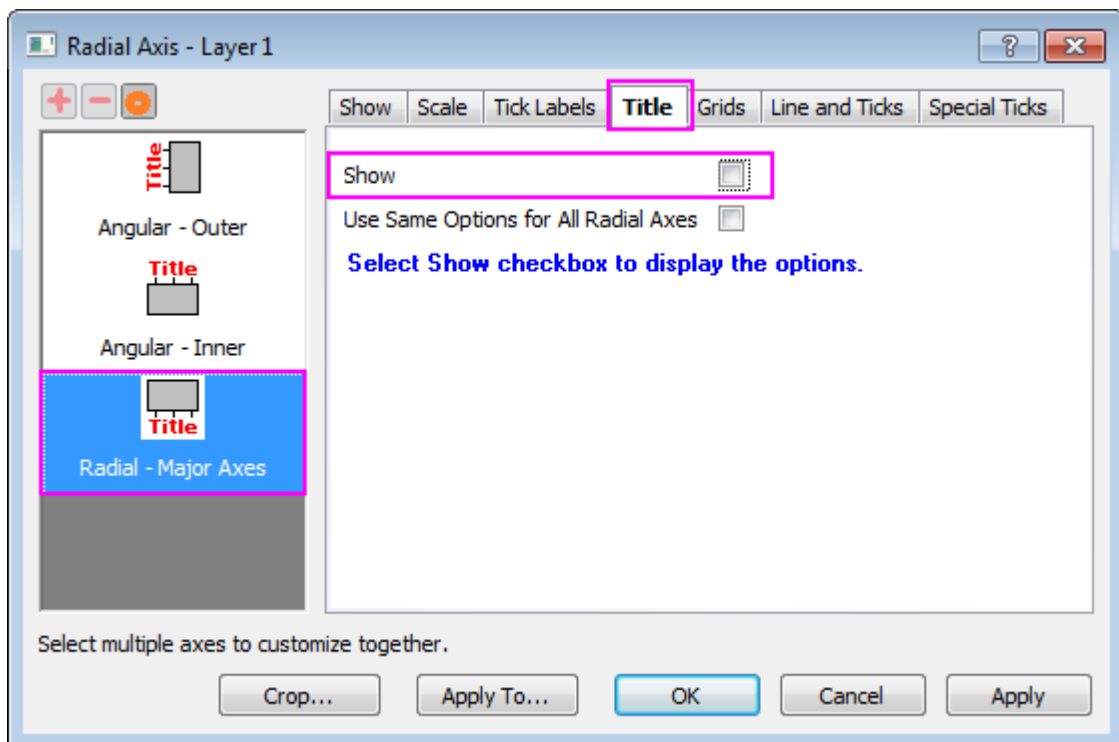 Radial Axis - Layer 1
Show Scale Tick Labels Title Grids Line and Ticks Special Ticks
Title
Angular - Outer
Title
Angular - Inner
Title
Radial - Major Axes
Show
Use Same Options for All Radial Axes
Select Show checkbox to display the options.
Select multiple axes to customize together.
Crop... Apply To... OK Cancel Apply